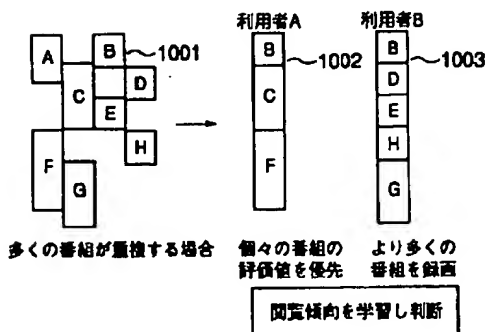 利用者A 利用者B
A B 1001 B 1002 B 1003
C D C D
E E
F H F H
G G
多くの番組が重複する場合
個々の番組の
評価値を優先
より多くの
番組を録画
閲覧傾向を学習し判断